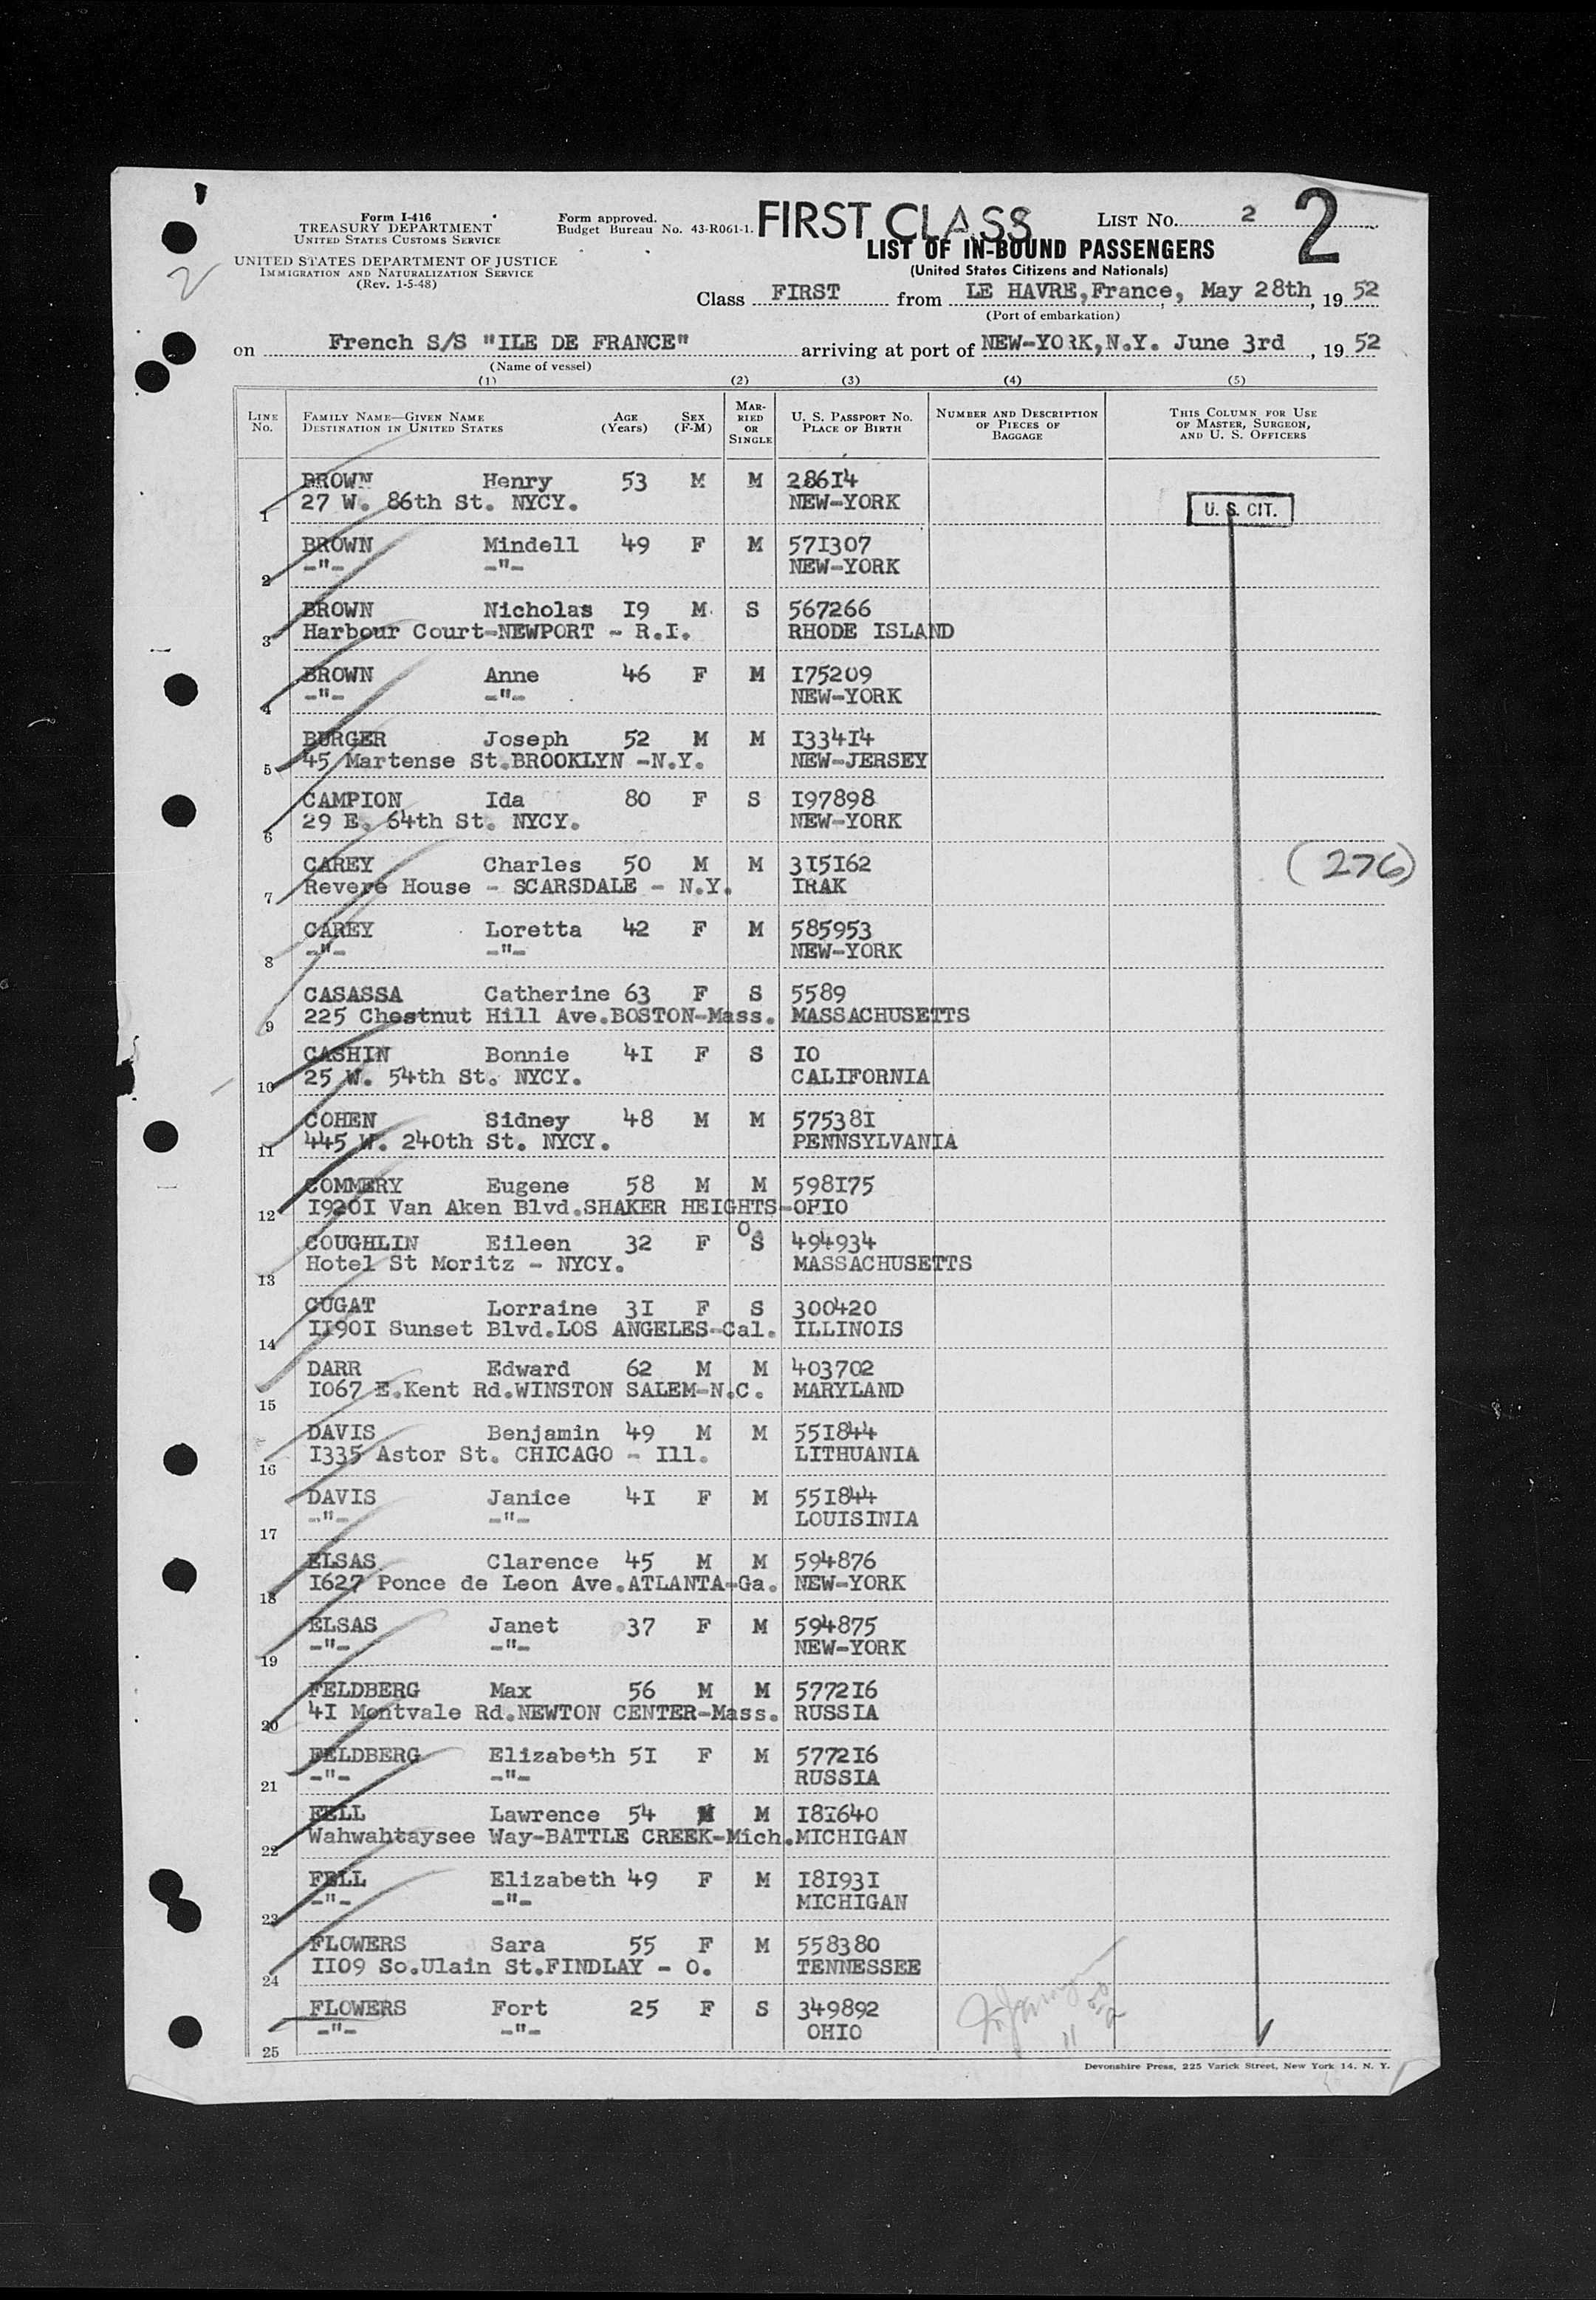 Form I-416
TREASURY DEPARTMENT
UNITED STATES CUSTOMS SERVICE
UNITED STATES DEPARTMENT OF JUSTICE
IMMIGRATION AND NATURALIZATION SERVICE
(Rev. 1-5-48)
2
Form approved.
Budget Bureau No. 43-R061-1.
FIRST CLASS
LIST NO. 2
2
LIST OF IN-BOUND PASSENGERS
(United States Citizens and Nationals)
Class FIRST from LE HAVRE,France, May 28th, 19 52
(Port of embarkation)
on French S/S "ILE DE FRANCE" arriving at port of NEW-YORK,N.Y. June 3rd , 19 52
(Name of vessel)
(1) (2) (3) (4) (5)
LINE No. FAMILY NAME—GIVEN NAME DESTINATION IN UNITED STATES AGE (Years) SEX (F-M) MARRIED OR SINGLE U. S. PASSPORT NO. PLACE OF BIRTH NUMBER AND DESCRIPTION OF PIECES OF BAGGAGE THIS COLUMN FOR USE OF MASTER, SURGEON, AND U. S. OFFICERS
BROWN Henry 53 M M 28614
1 27 W. 86th St. NYCY. NEW-YORK U. S. CIT.
BROWN Mindell 49 F M 571307
2 -"- -"- NEW-YORK
BROWN Nicholas 19 M. S 567266
3 Harbour Court-NEWPORT - R.I. RHODE ISLAND
BROWN Anne 46 F M 175209
4 -"- -"- NEW-YORK
BURGER Joseph 52 M M 133414
5 45 Martense St.BROOKLYN -N.Y. NEW-JERSEY
CAMPION Ida 80 F S 197898
6 29 E. 64th St. NYCY. NEW-YORK
CAREY Charles 50 M M 315162 (276)
7 Revere House - SCARSDALE - N.Y. IRAK
CAREY Loretta 42 F M 585953
8 -"- -"- NEW-YORK
CASASSA Catherine 63 F S 5589
9 225 Chestnut Hill Ave.BOSTON-Mass. MASSACHUSETTS
CASHIN Bonnie 41 F S 10
10 25 W. 54th St. NYCY. CALIFORNIA
COHEN Sidney 48 M M 575381
11 445 W. 240th St. NYCY. PENNSYLVANIA
COMMERY Eugene 58 M M 598175
12 19201 Van Aken Blvd.SHAKER HEIGHTS-OHIO
O.
COUGHLIN Eileen 32 F S 494934
13 Hotel St Moritz - NYCY. MASSACHUSETTS
CUGAT Lorraine 31 F S 300420
14 11901 Sunset Blvd.LOS ANGELES-Cal. ILLINOIS
DARR Edward 62 M M 403702
15 1067 E.Kent Rd.WINSTON SALEM-N.C. MARYLAND
DAVIS Benjamin 49 M M 551844
16 1335 Astor St. CHICAGO - Ill. LITHUANIA
DAVIS Janice 41 F M 551844
17 -"- -"- LOUISINIA
ELSAS Clarence 45 M M 594876
18 1627 Ponce de Leon Ave.ATLANTA-Ga. NEW-YORK
ELSAS Janet 37 F M 594875
19 -"- -"- NEW-YORK
FELDBERG Max 56 M M 577216
20 41 Montvale Rd.NEWTON CENTER-Mass. RUSSIA
FELDBERG Elizabeth 51 F M 577216
21 -"- -"- RUSSIA
FELL Lawrence 54 M M 181640
22 Wahwahtaysee Way-BATTLE CREEK-Mich.MICHIGAN
FELL Elizabeth 49 F M 181931
23 -"- -"- MICHIGAN
FLOWERS Sara 55 F M 558380
24 1109 So.Ulain St.FINDLAY - O. TENNESSEE
FLOWERS Fort 25 F S 349892
25 -"- -"- OHIO
Devonshire Press, 225 Varick Street, New York 14, N. Y.